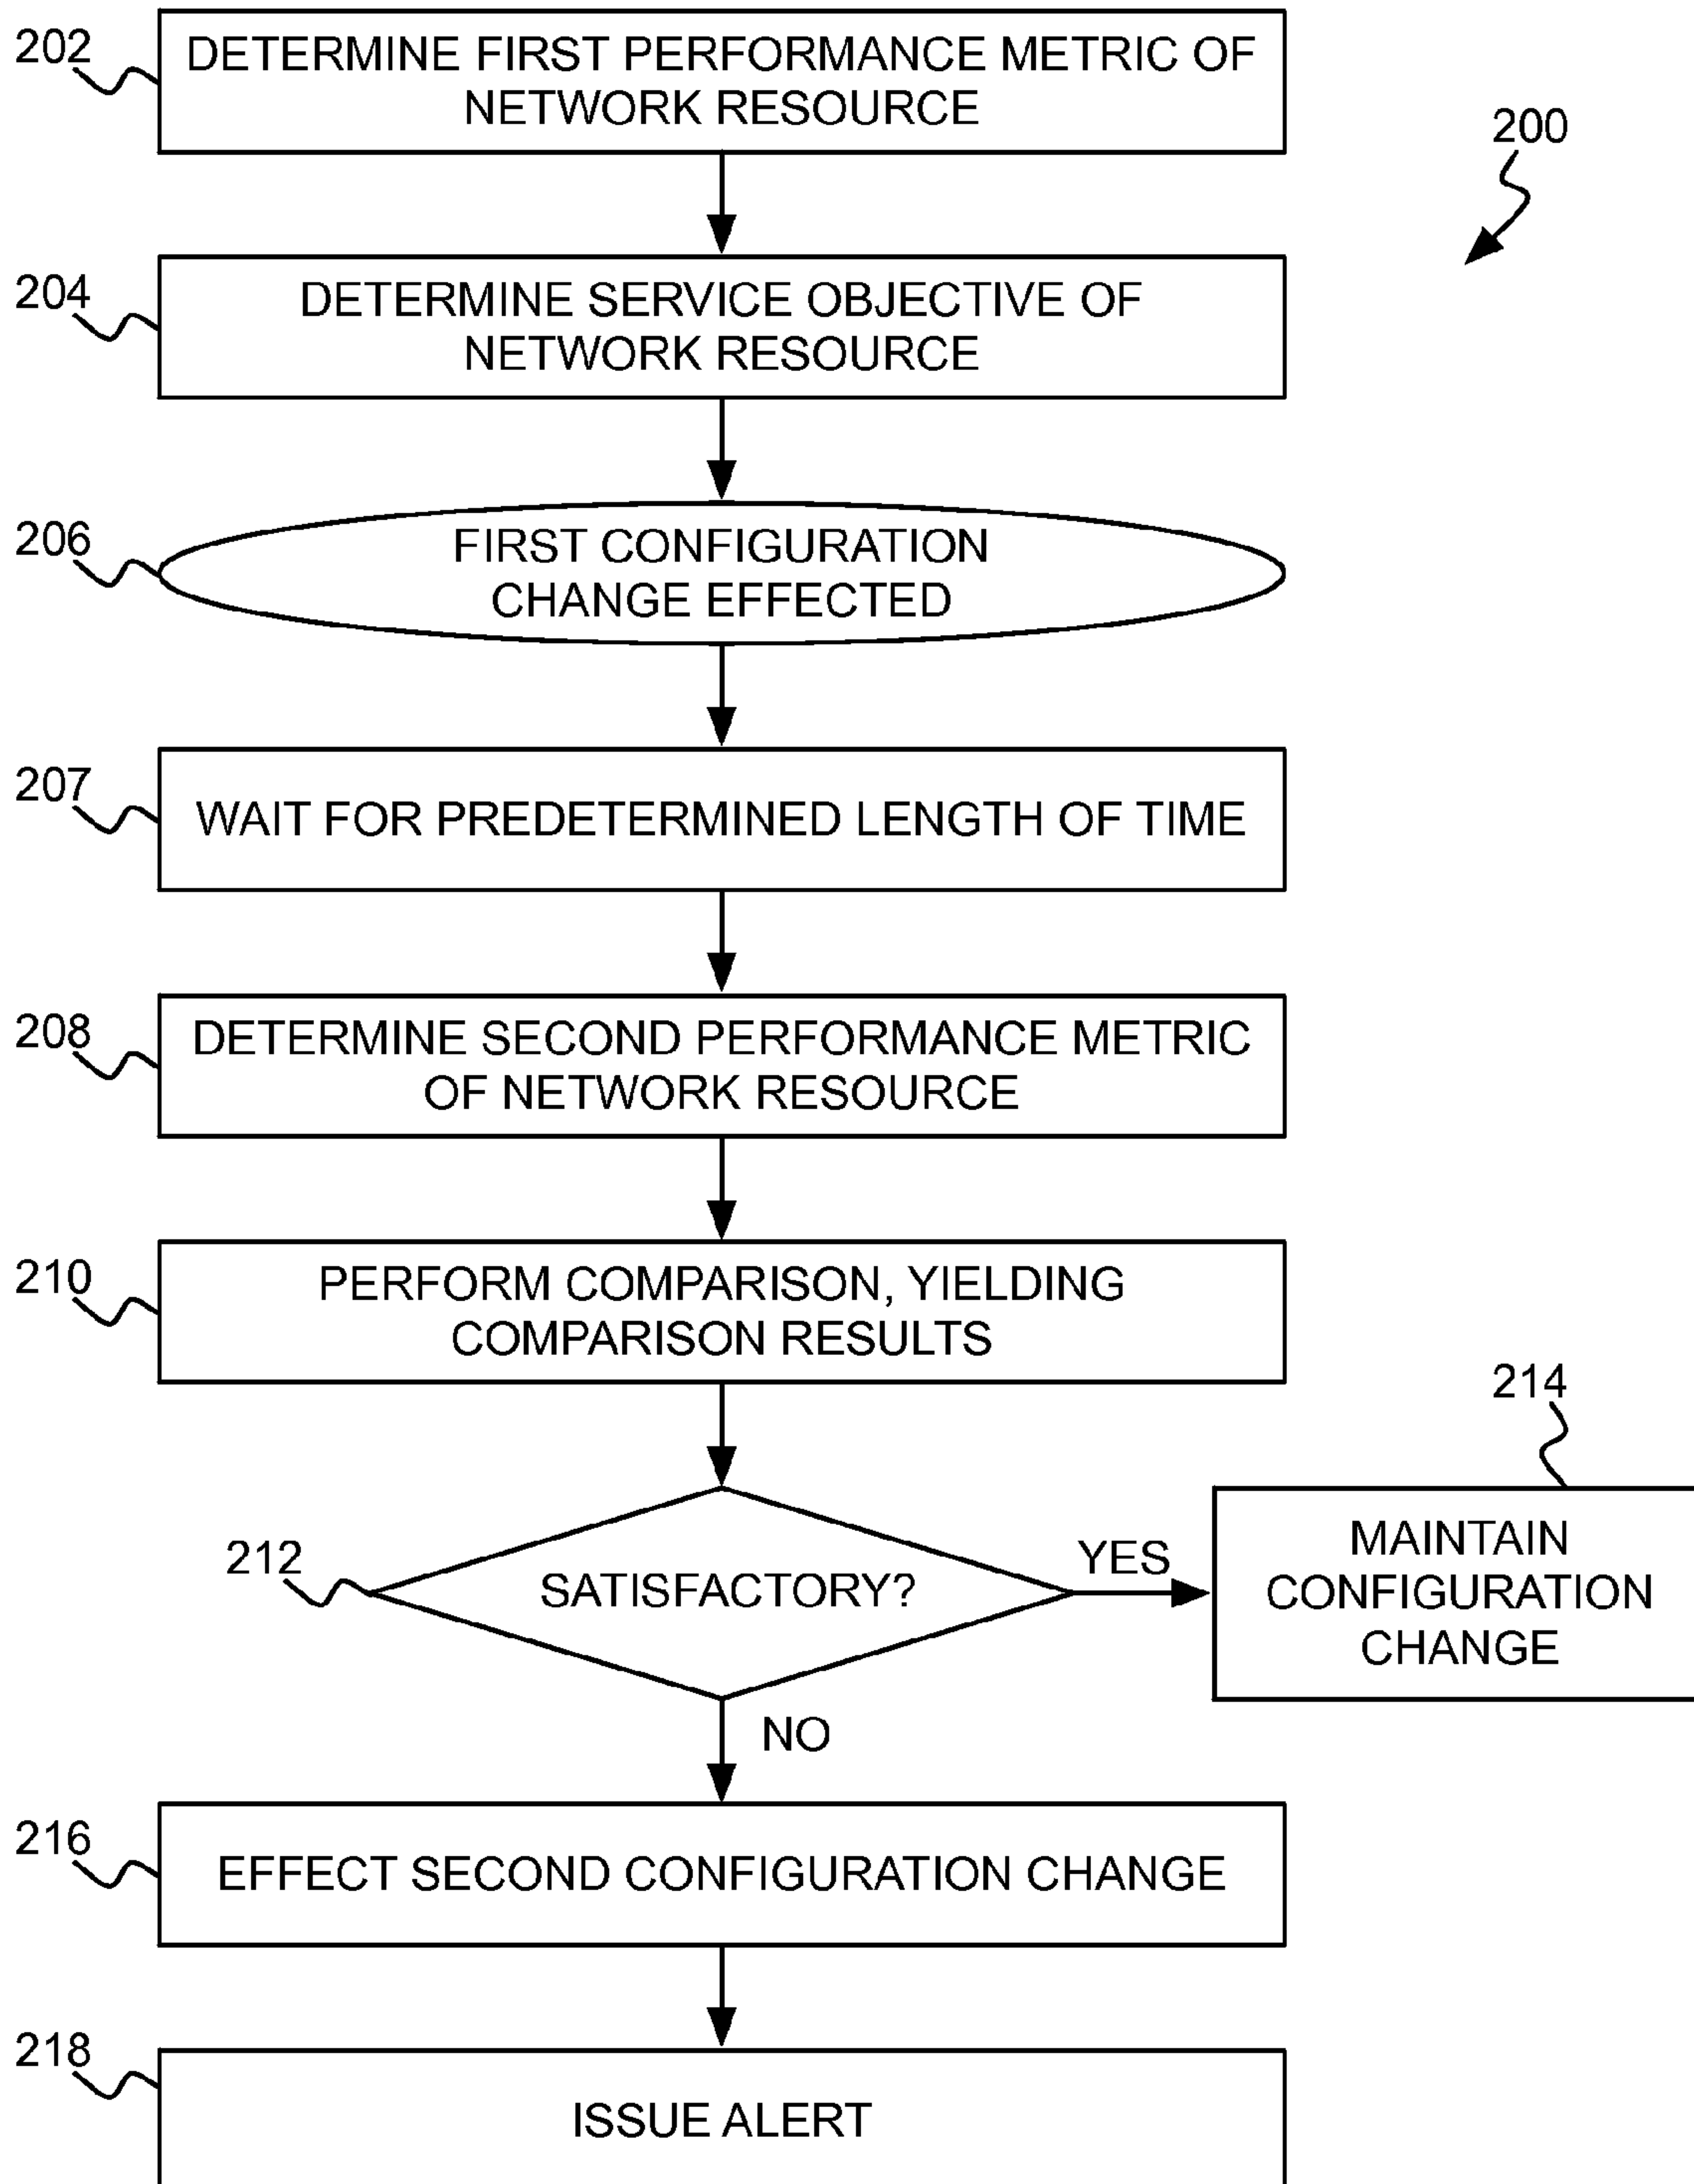 202
DETERMINE FIRST PERFORMANCE METRIC OF
NETWORK RESOURCE
200
204
DETERMINE SERVICE OBJECTIVE OF
NETWORK RESOURCE
206
FIRST CONFIGURATION
CHANGE EFFECTED
207
WAIT FOR PREDETERMINED LENGTH OF TIME
208
DETERMINE SECOND PERFORMANCE METRIC
OF NETWORK RESOURCE
210
PERFORM COMPARISON, YIELDING
COMPARISON RESULTS
214
212
SATISFACTORY?
YES
MAINTAIN
CONFIGURATION
CHANGE
NO
216
EFFECT SECOND CONFIGURATION CHANGE
218
ISSUE ALERT